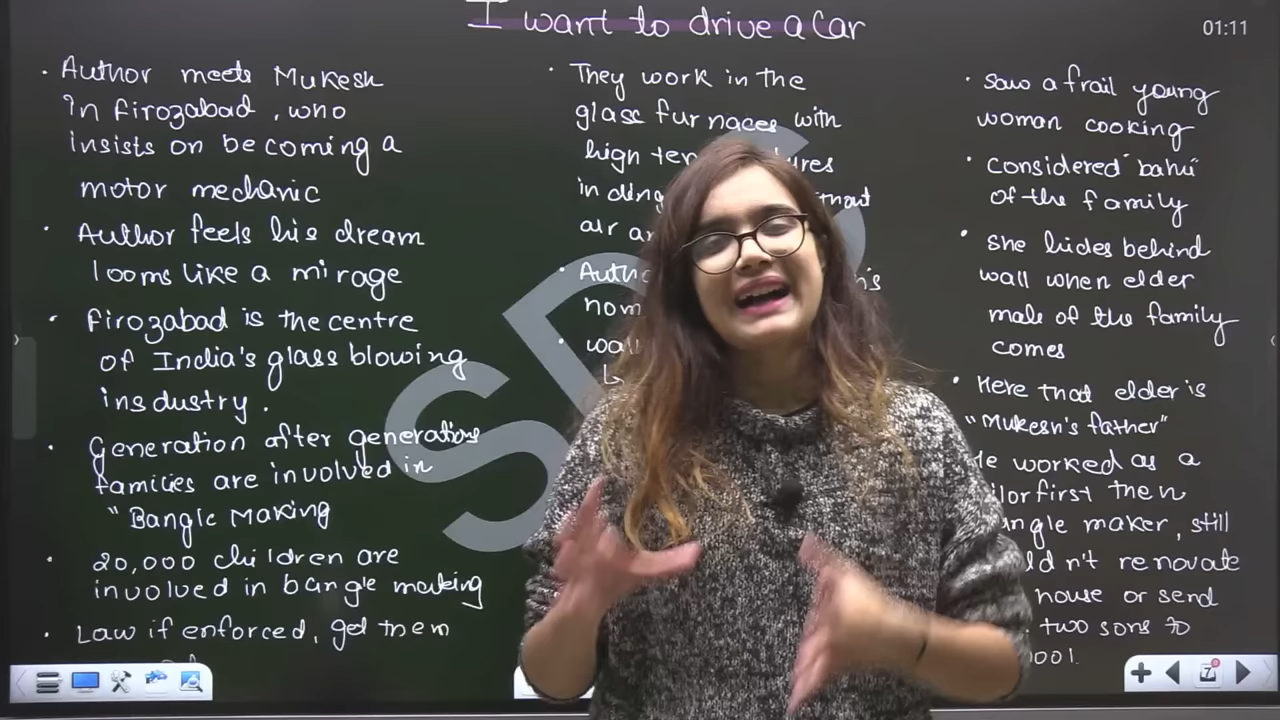 I want to drive a Car
01:11
· Author meets Mukesh
in Firozabad, who
insists on becoming a
motor mechanic
· Author feels his dream
looms like a mirage
· Firozabad is the centre
of India's glass blowing
insdustry.
· Generation after generations
families are involved in
"Bangle Making
· 20,000 children are
involved in bangle making
· Law if enforced, get them
· They work in the
glass furnaces with
high
in
air
·
·
· saw a frail young
woman cooking
· considered "bahu"
of the family
· she hides behind
wall when elder
male of the family
comes
· Here that elder is
"Mukesh's father"
worked as a
first then
maker, still
renovate
house or send
two sons to
SDC
7